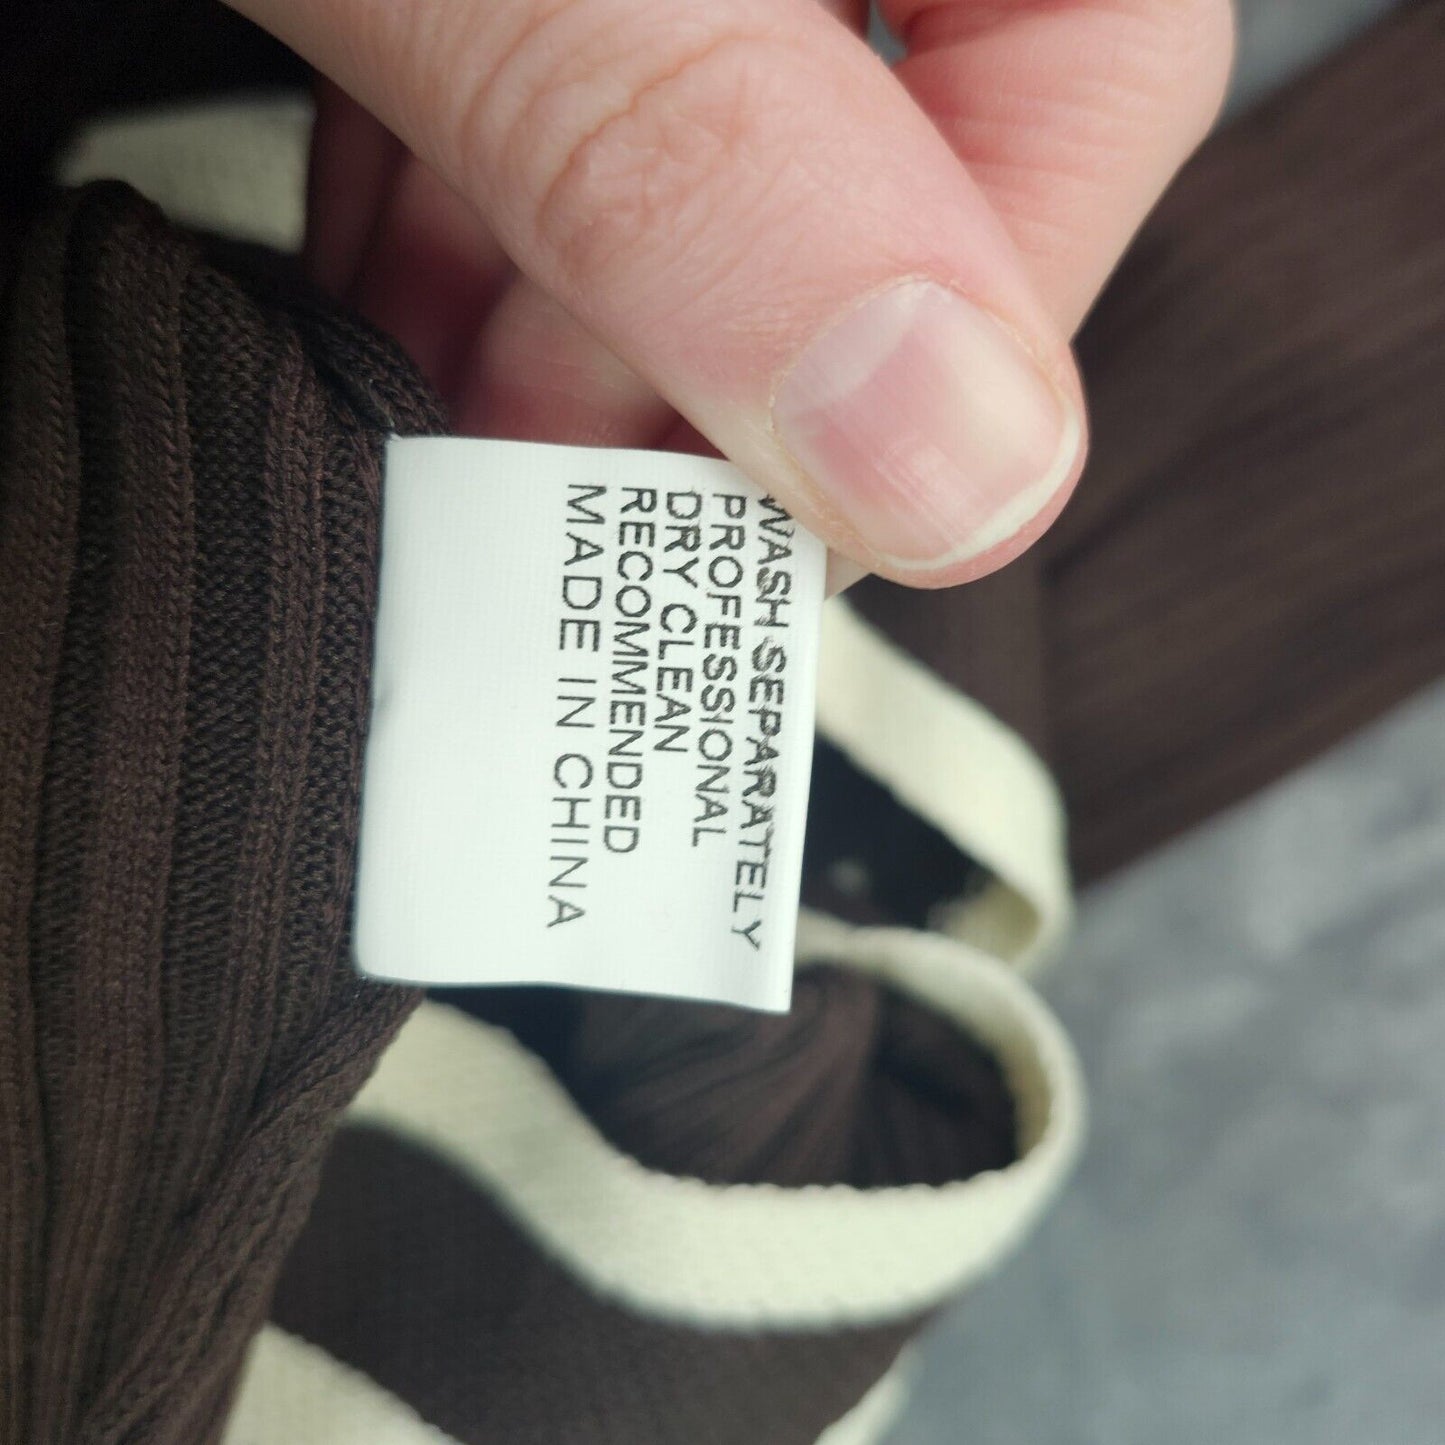 WASH SEPARATELY
PROFESSIONAL
DRY CLEAN
RECOMMENDED
MADE IN CHINA